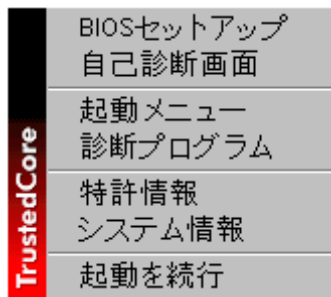 BIOSセットアップ
自己診断画面
起動メニュー
診断プログラム
特許情報
システム情報
起動を続行
TrustedCore